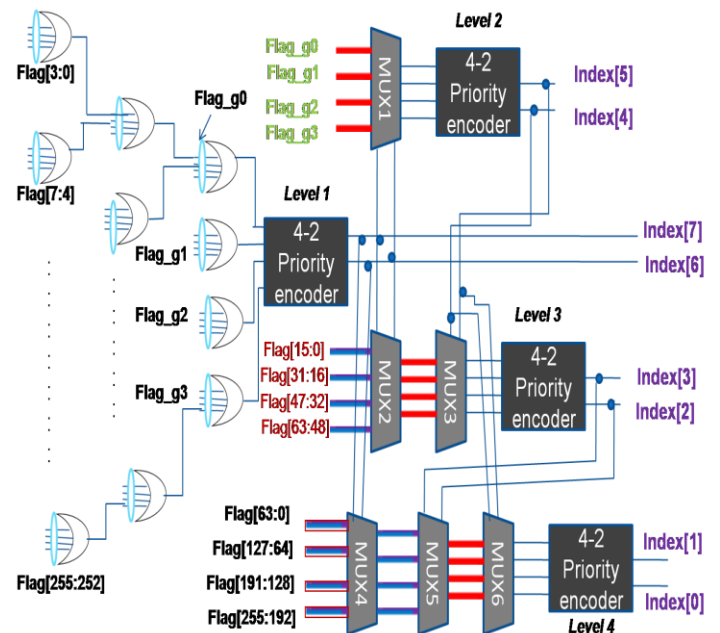 Level 2
Flag[3:0]
Flag_g0
Flag_g0
Flag_g1
Flag_g2
Flag_g3
MUX1
4-2
Priority
encoder
Index[5]
Index[4]
Flag[7:4]
Level 1
Flag_g1
4-2
Priority
encoder
Index[7]
Index[6]
Flag_g2
Level 3
Flag_g3
Flag[15:0]
Flag[31:16]
Flag[47:32]
Flag[63:48]
MUX2
MUX3
4-2
Priority
encoder
Index[3]
Index[2]
Flag[63:0]
Flag[127:64]
Flag[191:128]
Flag[255:192]
MUX4
MUX5
MUX6
4-2
Priority
encoder
Index[1]
Index[0]
Flag[255:252]
Level 4